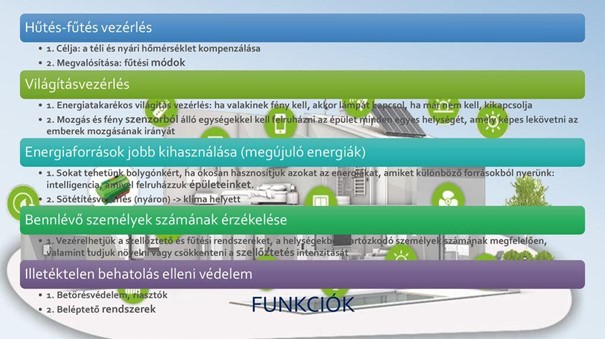 Hűtés-fűtés vezérlés
• 1. Célja: a téli és nyári hőmérséklet kompenzálása
• 2. Megvalósítása: fűtési módok
Világításvezérlés
• 1. Energiatakarékos világítás vezérlés: ha valakinek fény kell, akkor lámpát kapcsol, ha már nem kell, kikapcsolja
• 2. Mozgás és fény szenzorból álló egységekkel kell felruházni az épület minden egyes helységét, amely képes lekövetni az
emberek mozgásának irányát
Energiaforrások jobb kihasználása (megújuló energiák)
• 1. Sokat tehetünk bolygónkért, ha okosan hasznosítjuk azokat az energiákat, amiket különböző forrásokból nyerünk:
intelligencia, amivel felruházzuk épületeinket.
• 2. Sötétítésvezérlés (nyáron) -> klíma helyett
Bennlévő személyek számának érzékelése
• 1. Vezérelhetjük a szellőztető és fűtési rendszereket, a helységekben tartózkodó személyek számának megfelelően,
valamint tudjuk növelni vagy csökkenteni a szellőztetés intenzitását
Illetéktelen behatolás elleni védelem
• 1. Betörésvédelem, riasztók
• 2. Beléptető rendszerek
FUNKCIÓK